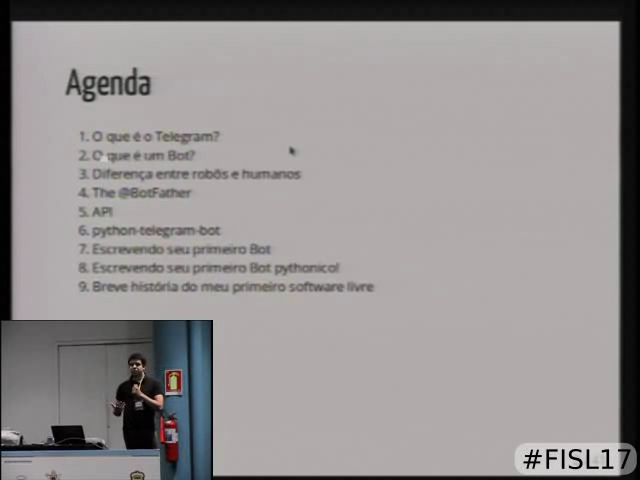 Agenda
1. O que é o Telegram?
2. O que é um Bot?
3. Diferença entre robôs e humanos
4. The @BotFather
5. API
6. python-telegram-bot
7. Escrevendo seu primeiro Bot
8. Escrevendo seu primeiro Bot pythonico!
9. Breve história do meu primeiro software livre
#FISL17